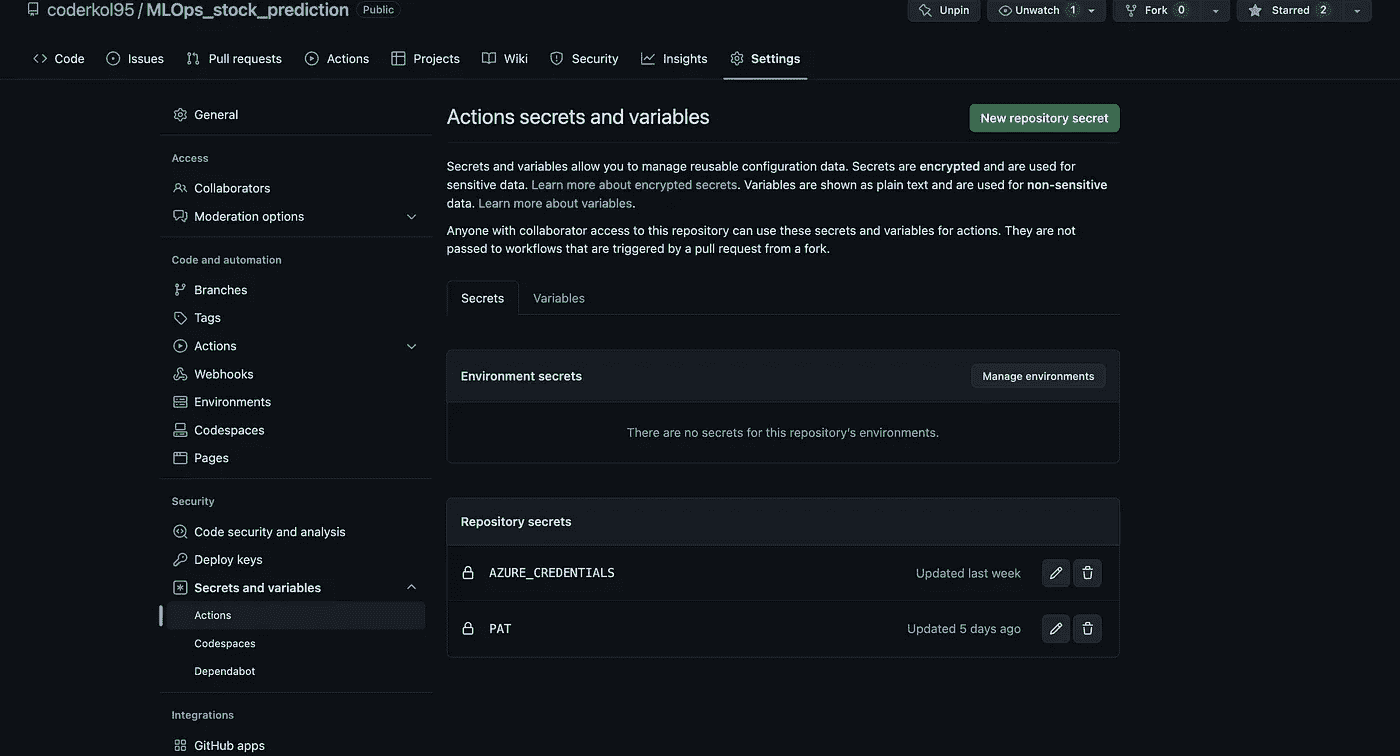 coderkol95 / MLOps_stock_prediction Public Unpin Unwatch 1 Fork 0 Starred 2
Code Issues Pull requests Actions Projects Wiki Security Insights Settings
General
Access
Collaborators
Moderation options
Code and automation
Branches
Tags
Actions
Webhooks
Environments
Codespaces
Pages
Security
Code security and analysis
Deploy keys
Secrets and variables
Actions
Codespaces
Dependabot
Integrations
GitHub apps
Actions secrets and variables New repository secret
Secrets and variables allow you to manage reusable configuration data. Secrets are encrypted and are used for
sensitive data. Learn more about encrypted secrets. Variables are shown as plain text and are used for non-sensitive
data. Learn more about variables.
Anyone with collaborator access to this repository can use these secrets and variables for actions. They are not
passed to workflows that are triggered by a pull request from a fork.
Secrets Variables
Environment secrets Manage environments
There are no secrets for this repository's environments.
Repository secrets
AZURE_CREDENTIALS Updated last week
PAT Updated 5 days ago